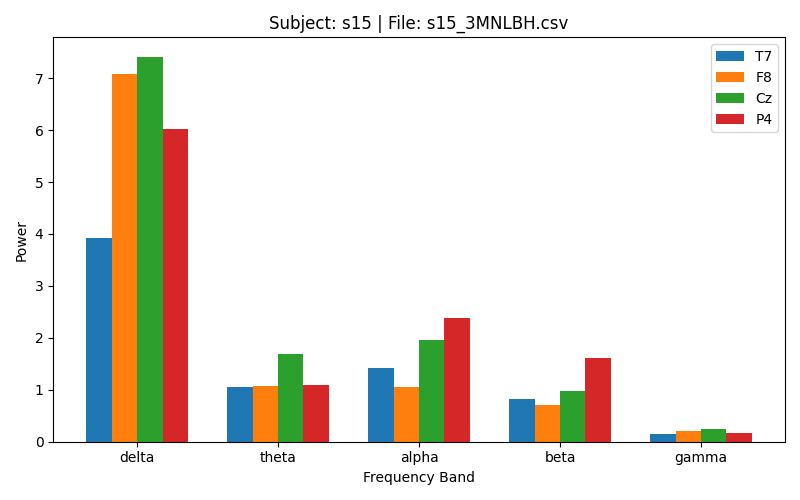 Subject: s15 | File: s15_3MNLBH.csv
T7
F8
Cz
P4
Power
7
6
5
4
3
2
1
0
delta theta alpha beta gamma
Frequency Band